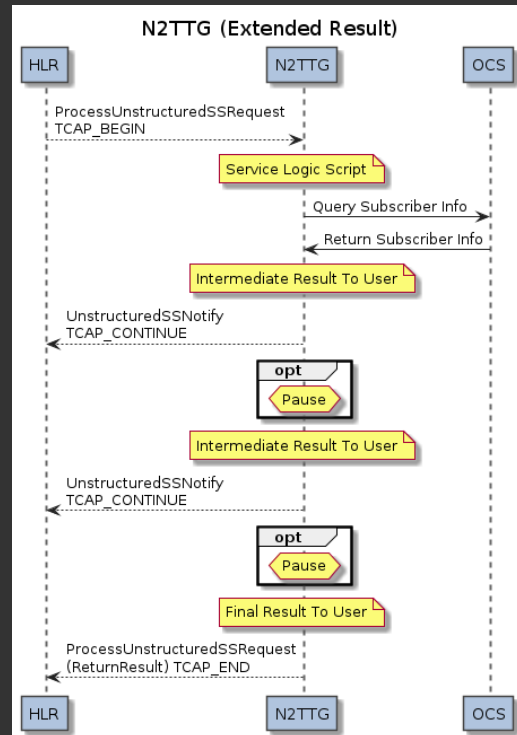 N2TTG (Extended Result)
HLR
N2TTG
OCS
ProcessUnstructuredSSRequest
TCAP_BEGIN
Service Logic Script
Query Subscriber Info
Return Subscriber Info
Intermediate Result To User
UnstructuredSSNotify
TCAP_CONTINUE
opt
Pause
Intermediate Result To User
UnstructuredSSNotify
TCAP_CONTINUE
opt
Pause
Final Result To User
ProcessUnstructuredSSRequest
(ReturnResult) TCAP_END
HLR
N2TTG
OCS